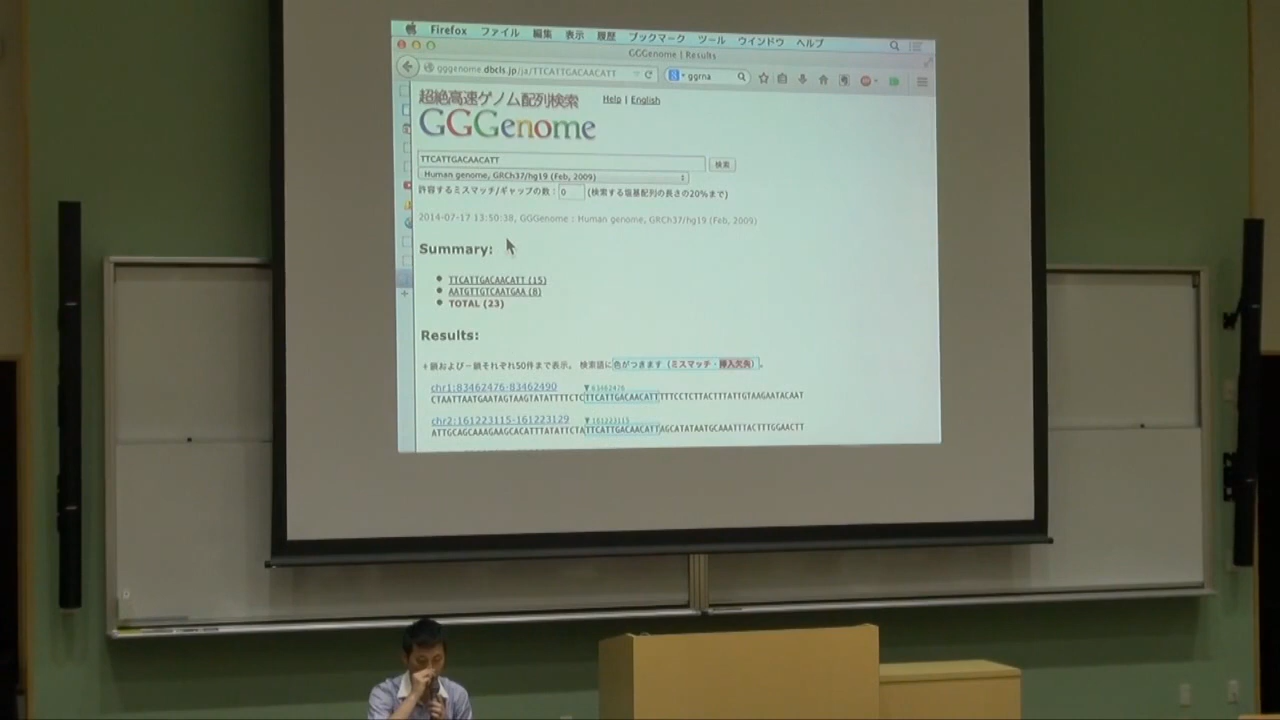 Firefox ファイル 編集 表示 履歴 ブックマーク ツール ウインドウ ヘルプ
GGGenome | Results
gggenome.dbcls.jp/ja/TTCATTGACAACATT
ggrna
超絶高速ゲノム配列検索
Help | English
GGGenome
TTCATTGACAACATT
検索
Human genome, GRCh37/hg19 (Feb, 2009)
許容するミスマッチ/ギャップの数： 0 (検索する塩基配列の長さの20%まで)
2014-07-17 13:50:38, GGGenome : Human genome, GRCh37/hg19 (Feb, 2009)
Summary:
TTCATTGACAACATT (15)
AATGTTGTCAATGAA (8)
TOTAL (23)
Results:
+鎖および−鎖それぞれ50件まで表示。 検索語に色がつきます（ミスマッチ・挿入欠失）。
chr1:83462476-83462490
▼83462476
CTAATTAATGAATAGTAAGTATATTTTCTCTTCATTGACAACATTTTTCCTCTTACTTTATTGTAAGAATACAAT
chr2:161223115-161223129
▼161223115
ATTGCAGCAAAGAAGCACATTTATATTCTATTCATTGACAACATTAGCATATAATGCAAATTTACTTTGGAACTT